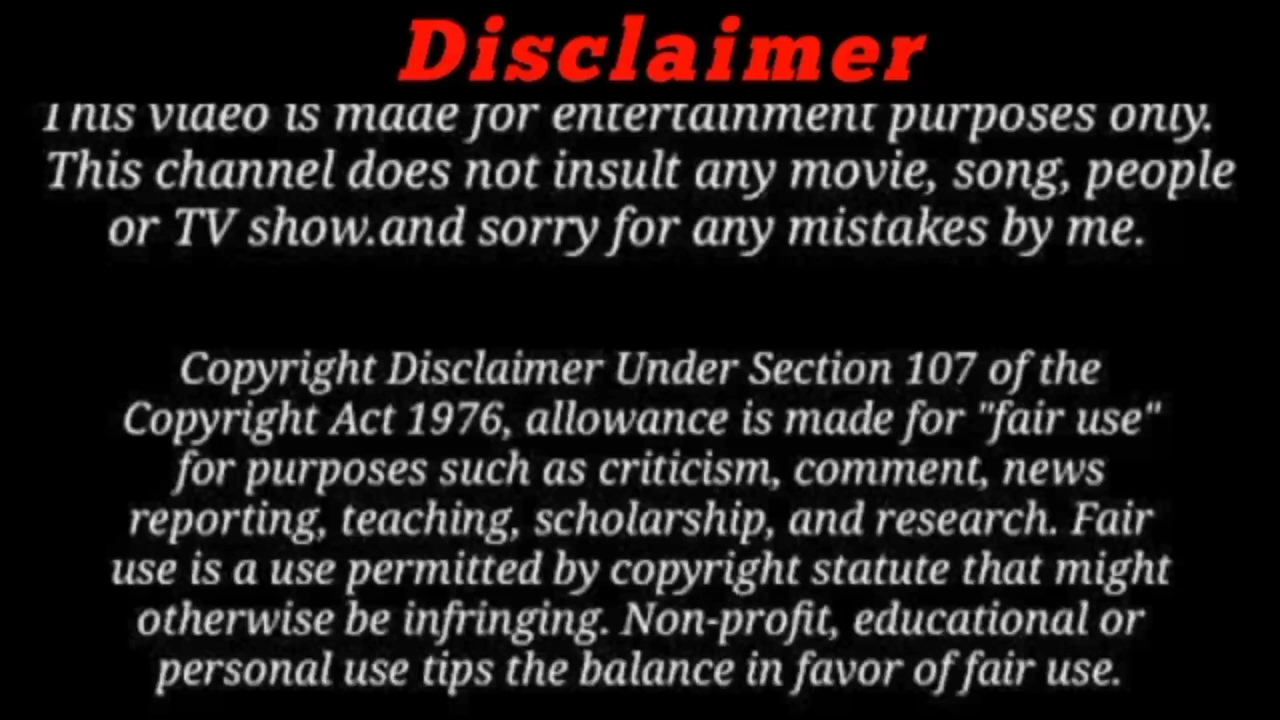 Disclaimer
This video is made for entertainment purposes only.
This channel does not insult any movie, song, people
or TV show.and sorry for any mistakes by me.
Copyright Disclaimer Under Section 107 of the
Copyright Act 1976, allowance is made for "fair use"
for purposes such as criticism, comment, news
reporting, teaching, scholarship, and research. Fair
use is a use permitted by copyright statute that might
otherwise be infringing. Non-profit, educational or
personal use tips the balance in favor of fair use.